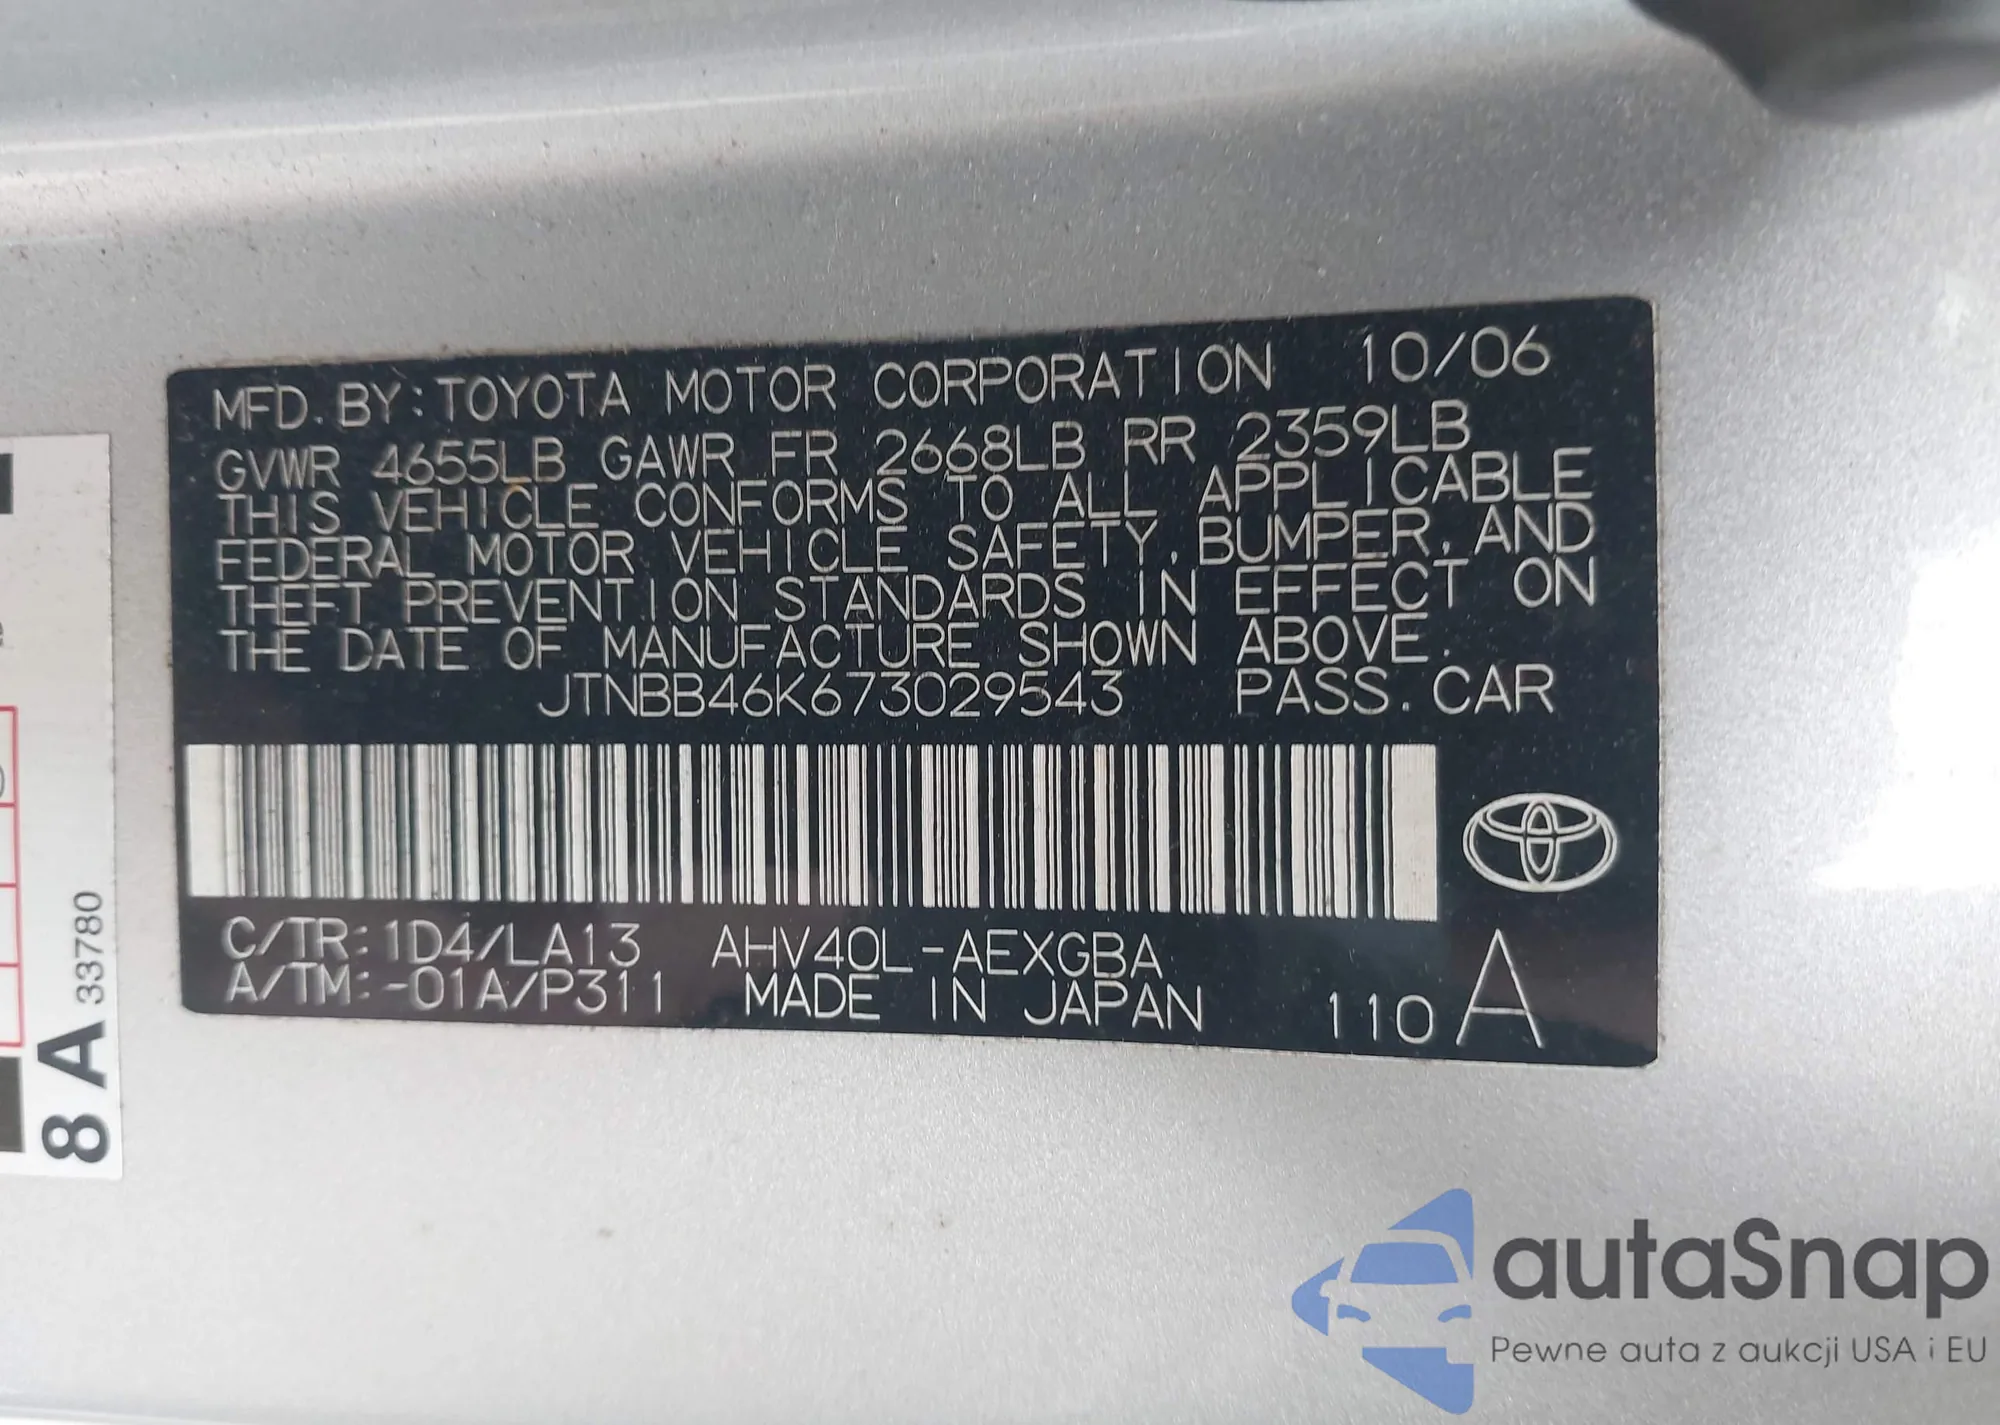 MFD. BY: TOYOTA MOTOR CORPORATION 10/06
GVWR 4655LB GAWR FR 2668LB RR 2359LB
THIS VEHICLE CONFORMS TO ALL APPLICABLE
FEDERAL MOTOR VEHICLE SAFETY, BUMPER, AND
THEFT PREVENTION STANDARDS IN EFFECT ON
THE DATE OF MANUFACTURE SHOWN ABOVE.
JTNBB46K673029543 PASS. CAR
C/TR: 1D4/LA13 AHV40L-AEXGBA
A/TM: -01A/P311 MADE IN JAPAN 110 A
8 A 33780
autaSnap
Pewne auta z aukcji USA i EU